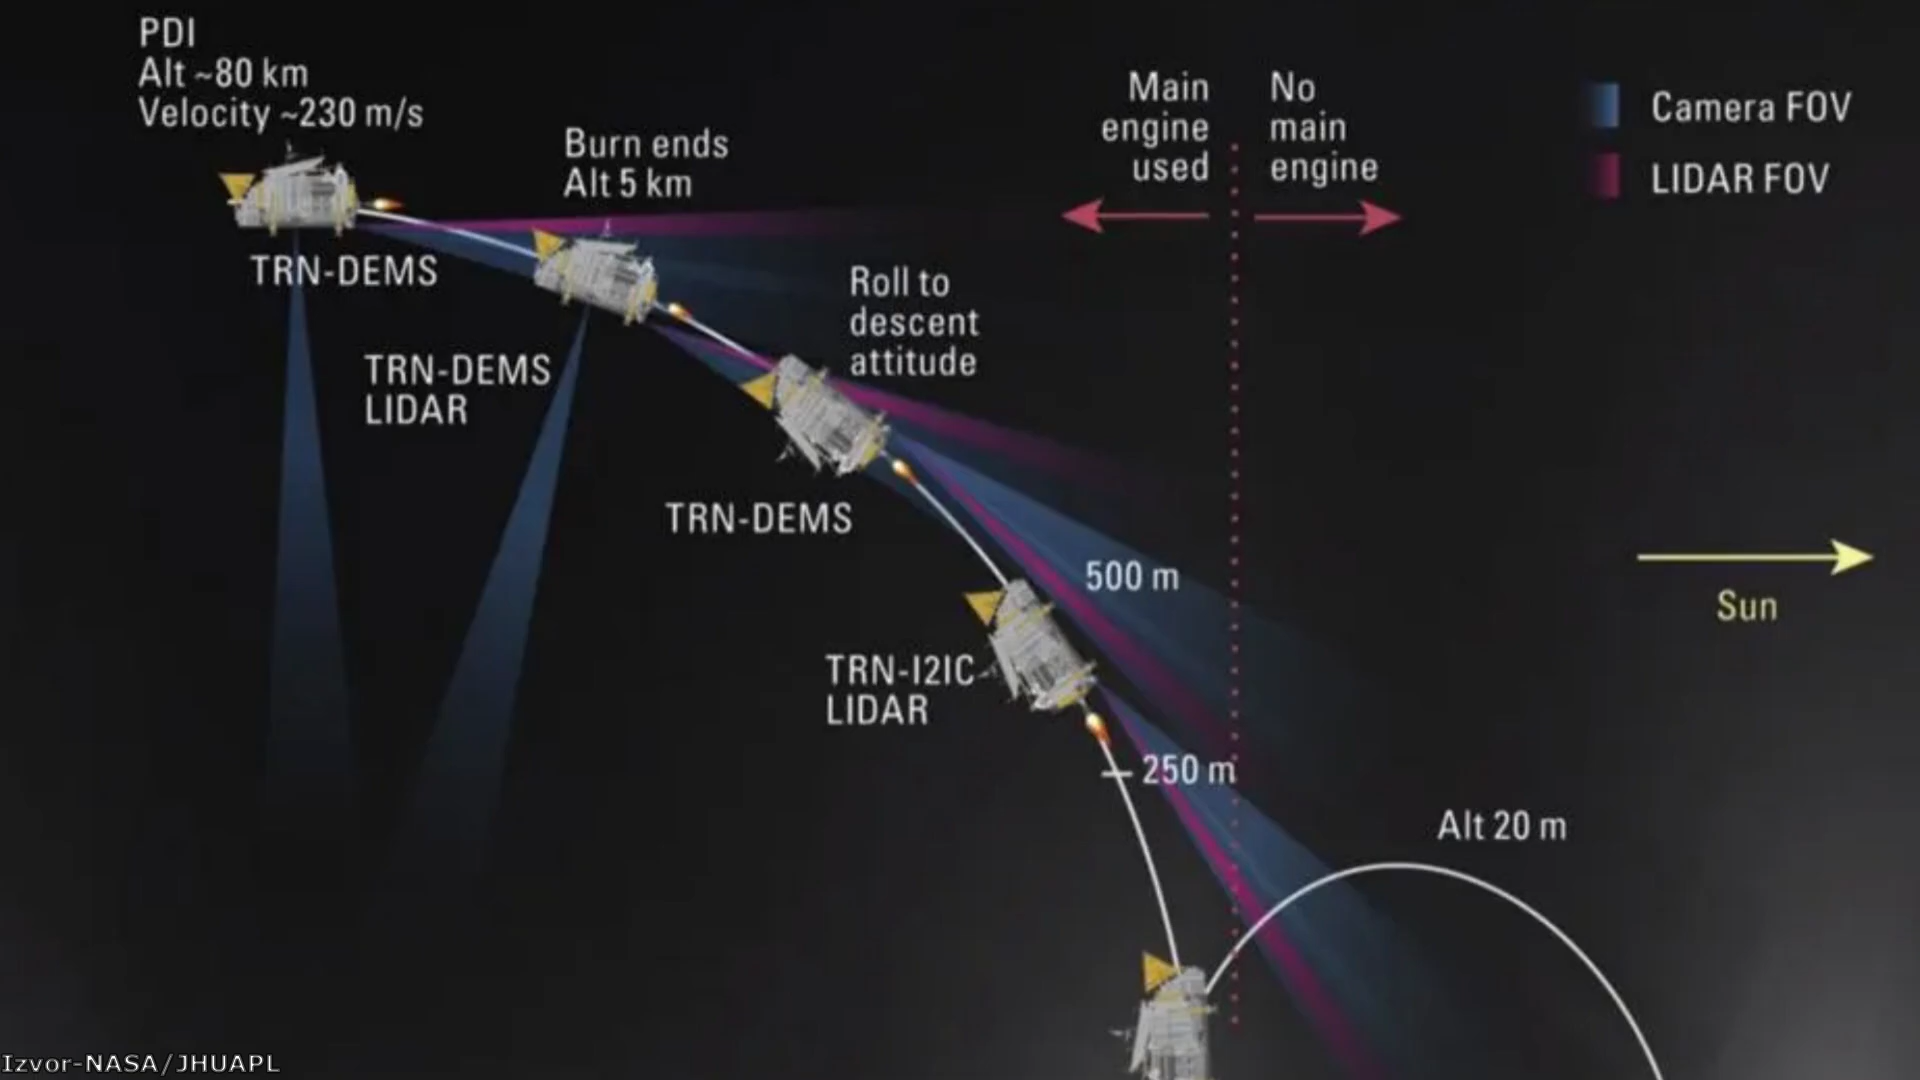 PDI
Alt ~80 km
Velocity ~230 m/s
Burn ends
Alt 5 km
Main
engine
used
No
main
engine
Camera FOV
LIDAR FOV
TRN-DEMS
Roll to
descent
attitude
TRN-DEMS
LIDAR
TRN-DEMS
500 m
Sun
TRN-I2IC
LIDAR
250 m
Alt 20 m
Izvor-NASA/JHUAPL